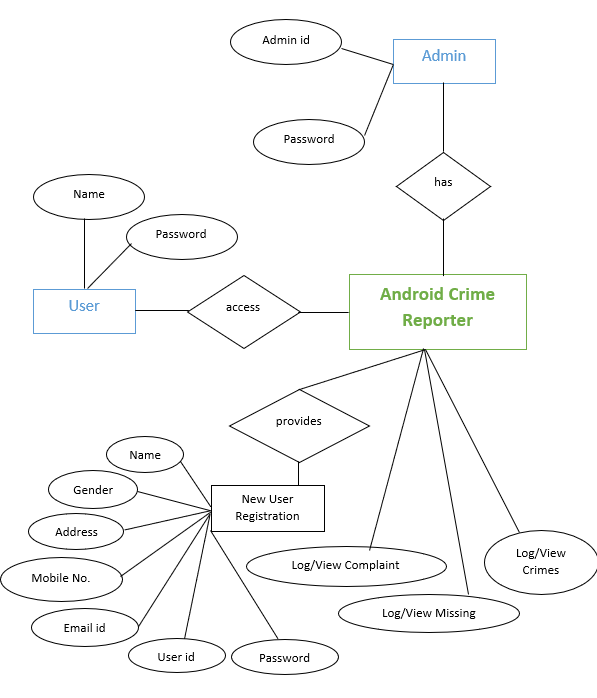 Admin id
Admin
Password
has
Name
Password
User
access
Android Crime
Reporter
provides
Name
Gender
Address
Mobile No.
Email id
User id
Password
New User
Registration
Log/View Complaint
Log/View Missing
Log/View
Crimes